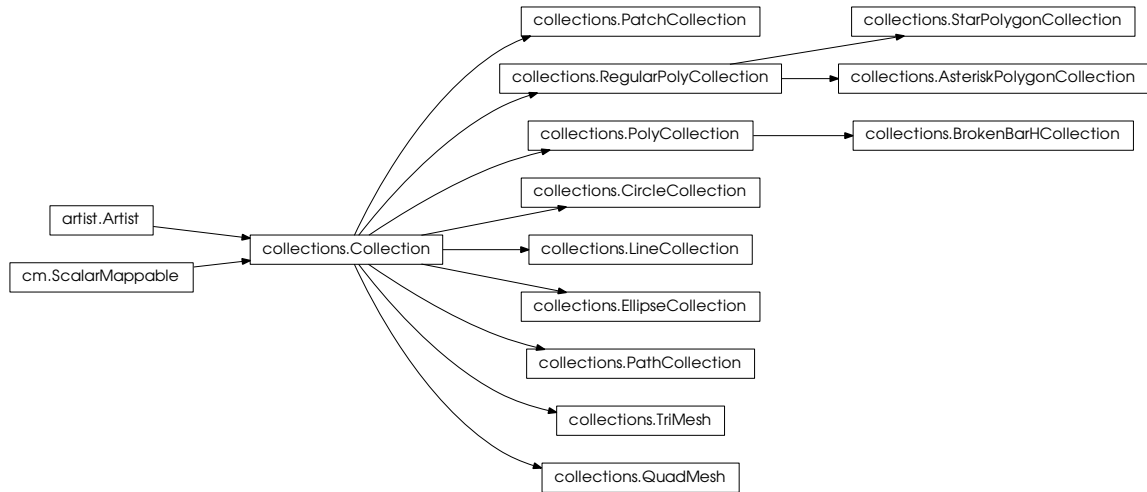 collections.PatchCollection
collections.StarPolygonCollection
collections.RegularPolyCollection
collections.AsteriskPolygonCollection
collections.PolyCollection
collections.BrokenBarHCollection
collections.CircleCollection
artist.Artist
collections.Collection
collections.LineCollection
cm.ScalarMappable
collections.EllipseCollection
collections.PathCollection
collections.TriMesh
collections.QuadMesh